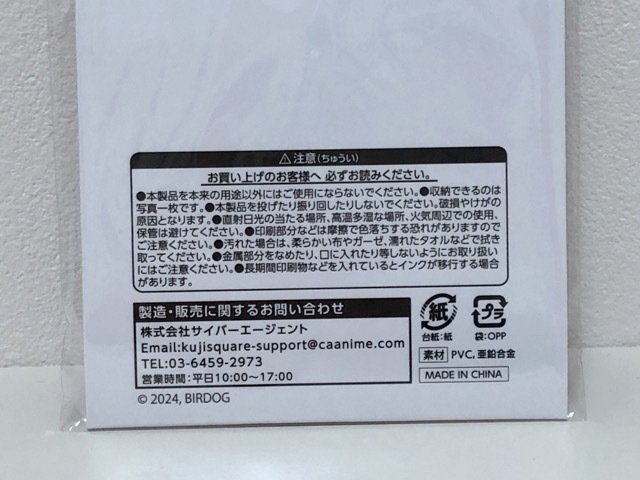 ⚠注意(ちゅうい)
お買い上げのお客様へ 必ずお読みください。
●本製品を本来の用途以外にはご使用にならないでください。●収納できるのは
写真一枚です。●本製品を投げたり振り回したりしないでください。破損やけがの
原因となります。●直射日光の当たる場所、高温多湿な場所、火気周辺での使用、
保管は避けてください。●印刷部分などは摩擦で色落ちする恐れがありますので
ご注意ください。●汚れた場合は、柔らかい布やガーゼ、濡れたタオルなどで拭き
取ってください。●金属部分をなめたり、口に入れたり等しないようにお取り扱い
にはご注意ください。●長期間印刷物などを入れているとインクが移行する場合
があります。
製造・販売に関するお問い合わせ
株式会社サイバーエージェント
Email:kujisquare-support@caanime.com
TEL:03-6459-2973
営業時間:平日10:00~17:00
紙
台紙:紙
プラ
袋:OPP
素材 PVC,亜鉛合金
MADE IN CHINA
© 2024, BIRDOG